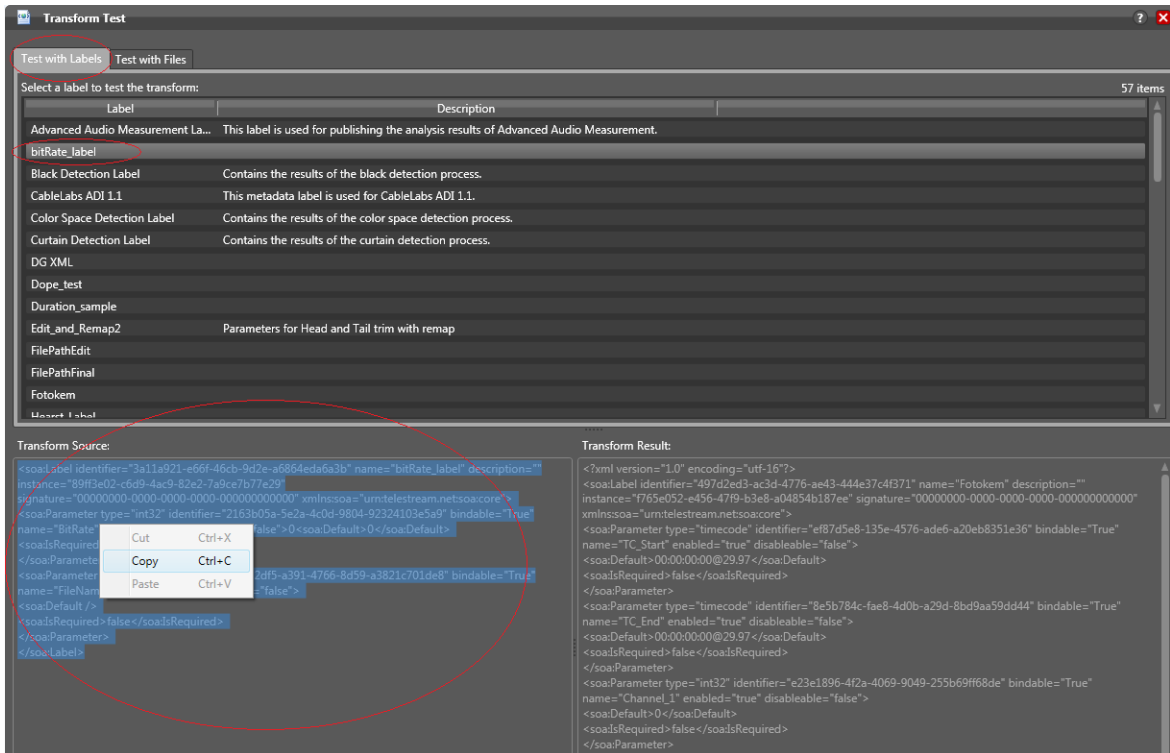 Transform Test
Test with Labels Test with Files
Select a label to test the transform: 57 items
Label Description
Advanced Audio Measurement La... This label is used for publishing the analysis results of Advanced Audio Measurement.
bitRate_label
Black Detection Label Contains the results of the black detection process.
CableLabs ADI 1.1 This metadata label is used for CableLabs ADI 1.1.
Color Space Detection Label Contains the results of the color space detection process.
Curtain Detection Label Contains the results of the curtain detection process.
DG XML
Dope_test
Duration_sample
Edit_and_Remap2 Parameters for Head and Tail trim with remap
FilePathEdit
FilePathFinal
Fotokem
Hearst_Label
Transform Source:
<soa:Label identifier="3a11a921-e66f-46cb-9d2e-a6864eda6a3b" name="bitRate_label" description=""
instance="89ff3e02-c6d9-4ac9-82e2-7a9ce7b77e29"
signature="00000000-0000-0000-0000-000000000000" xmlns:soa="urn:telestream.net:soa:core">
<soa:Parameter type="int32" identifier="2163b05a-5e2a-4c0d-9804-92324103e5a9" bindable="True"
name="BitRate" false">0<soa:Default>0</soa:Default>
<soa:IsRequired
</soa:Parameter
<soa:Parameter 2df5-a391-4766-8d59-a3821c701de8" bindable="True"
name="FileNam ="false">
<soa:Default />
<soa:IsRequired>false</soa:IsRequired>
</soa:Parameter>
</soa:Label>
Cut Ctrl+X
Copy Ctrl+C
Paste Ctrl+V
Transform Result:
<?xml version="1.0" encoding="utf-16"?>
<soa:Label identifier="497d2ed3-ac3d-4776-ae43-444e37c4f371" name="Fotokem" description=""
instance="f765e052-e456-47f9-b3e8-a04854b187ee" signature="00000000-0000-0000-0000-000000000000"
xmlns:soa="urn:telestream.net:soa:core">
<soa:Parameter type="timecode" identifier="ef87d5e8-135e-4576-ade6-a20eb8351e36" bindable="True"
name="TC_Start" enabled="true" disableable="false">
<soa:Default>00:00:00:00@29.97</soa:Default>
<soa:IsRequired>false</soa:IsRequired>
</soa:Parameter>
<soa:Parameter type="timecode" identifier="8e5b784c-fae8-4d0b-a29d-8bd9aa59dd44" bindable="True"
name="TC_End" enabled="true" disableable="false">
<soa:Default>00:00:00:00@29.97</soa:Default>
<soa:IsRequired>false</soa:IsRequired>
</soa:Parameter>
<soa:Parameter type="int32" identifier="e23e1896-4f2a-4069-9049-255b69ff68de" bindable="True"
name="Channel_1" enabled="true" disableable="false">
<soa:Default>0</soa:Default>
<soa:IsRequired>false</soa:IsRequired>
</soa:Parameter>